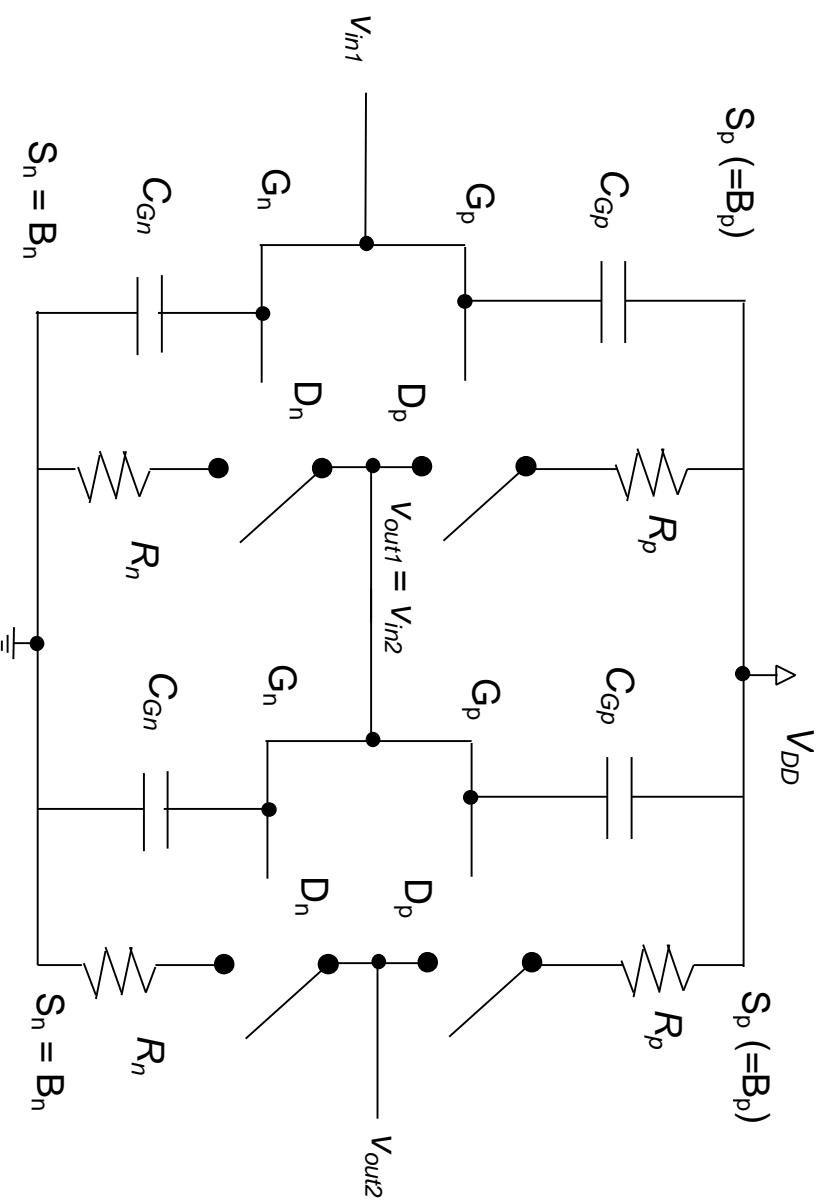 V_DD
S_p (=B_p)
S_p (=B_p)
C_Gp
R_p
C_Gp
R_p
G_p
G_p
D_p
D_p
v_in1
v_out1 = v_in2
v_out2
G_n
D_n
G_n
D_n
C_Gn
R_n
C_Gn
R_n
S_n = B_n
S_n = B_n